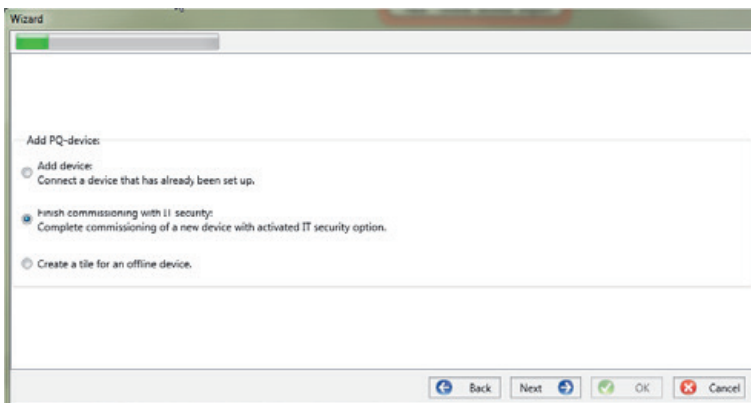 Wizard
Add PQ-device:
Add device:
Connect a device that has already been set up.
Finish commissioning with IT security:
Complete commissioning of a new device with activated IT security option.
Create a tile for an offline device.
Back Next OK Cancel